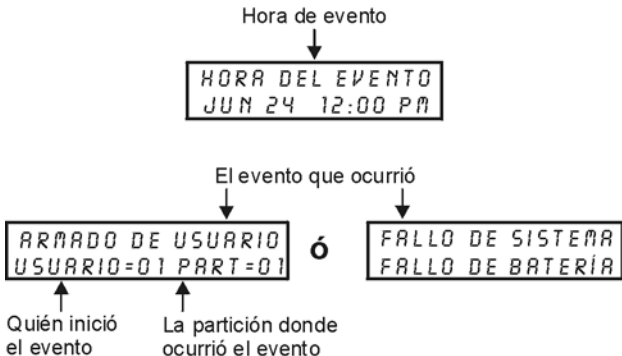 Hora de evento
HORA DEL EVENTO
JUN 24 12:00 PM
El evento que ocurrió
ARMADO DE USUARIO
USUARIO=01 PART=01
Ó
FALLO DE SISTEMA
FALLO DE BATERÍA
Quién inició
el evento
La partición donde
ocurrió el evento